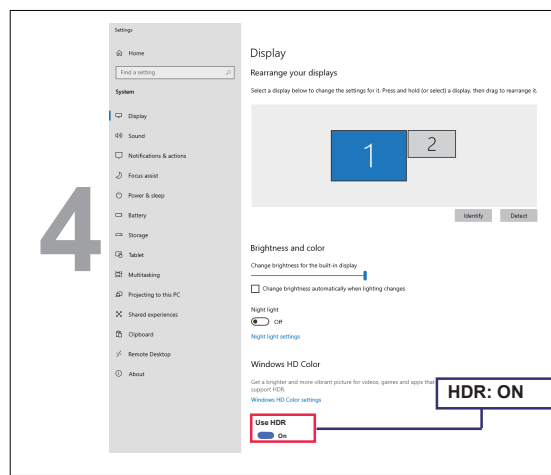 4
Settings
Home
Find a setting
System
Display
Sound
Notifications & actions
Focus assist
Power & sleep
Battery
Storage
Tablet
Multitasking
Projecting to this PC
Shared experiences
Clipboard
Remote Desktop
About
Display
Rearrange your displays
Select a display below to change the settings for it. Press and hold (or select) a display, then drag to rearrange it.
1
2
Identify
Detect
Brightness and color
Change brightness for the built-in display
Change brightness automatically when lighting changes
Night light
Off
Night light settings
Windows HD Color
Get a brighter and more vibrant picture for videos, games and apps that
support HDR.
Windows HD Color settings
Use HDR
On
HDR: ON